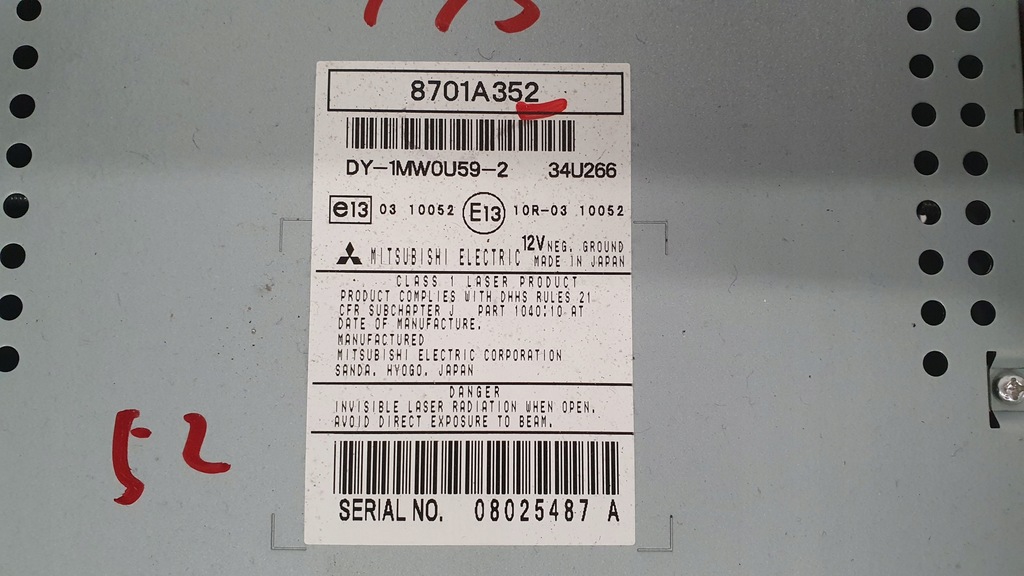 8701A352
DY-1MW0U59-2 34U266
e13 03 10052 E13 10R-03 10052
MITSUBISHI ELECTRIC 12V NEG. GROUND
MADE IN JAPAN
CLASS 1 LASER PRODUCT
PRODUCT COMPLIES WITH DHHS RULES 21
CFR SUBCHAPTER J PART 1040:10 AT
DATE OF MANUFACTURE.
MANUFACTURED
MITSUBISHI ELECTRIC CORPORATION
SANDA, HYOGO, JAPAN
DANGER
INVISIBLE LASER RADIATION WHEN OPEN.
AVOID DIRECT EXPOSURE TO BEAM.
52
SERIAL NO. 08025487 A